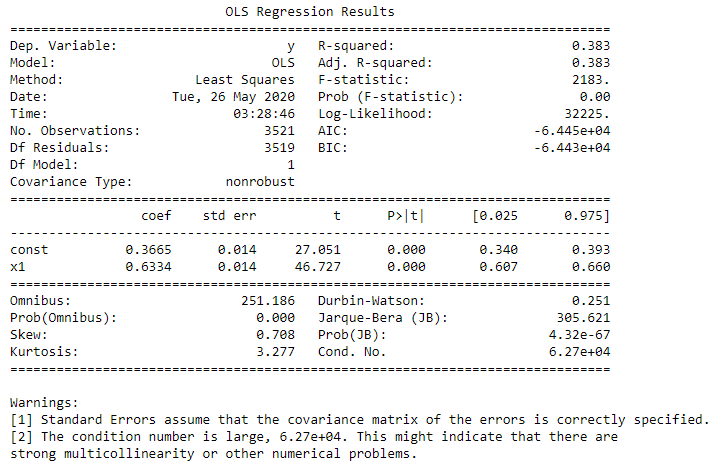 OLS Regression Results
==============================================================================
Dep. Variable:                      y   R-squared:                       0.383
Model:                            OLS   Adj. R-squared:                  0.383
Method:                 Least Squares   F-statistic:                     2183.
Date:                Tue, 26 May 2020   Prob (F-statistic):               0.00
Time:                        03:28:46   Log-Likelihood:                 32225.
No. Observations:                3521   AIC:                        -6.445e+04
Df Residuals:                    3519   BIC:                        -6.443e+04
Df Model:                           1
Covariance Type:            nonrobust
==============================================================================
                 coef    std err          t      P>|t|      [0.025      0.975]
------------------------------------------------------------------------------
const          0.3665      0.014     27.051      0.000       0.340       0.393
x1             0.6334      0.014     46.727      0.000       0.607       0.660
==============================================================================
Omnibus:                      251.186   Durbin-Watson:                   0.251
Prob(Omnibus):                  0.000   Jarque-Bera (JB):              305.621
Skew:                           0.708   Prob(JB):                     4.32e-67
Kurtosis:                       3.277   Cond. No.                     6.27e+04
==============================================================================

Warnings:
[1] Standard Errors assume that the covariance matrix of the errors is correctly specified.
[2] The condition number is large, 6.27e+04. This might indicate that there are
strong multicollinearity or other numerical problems.